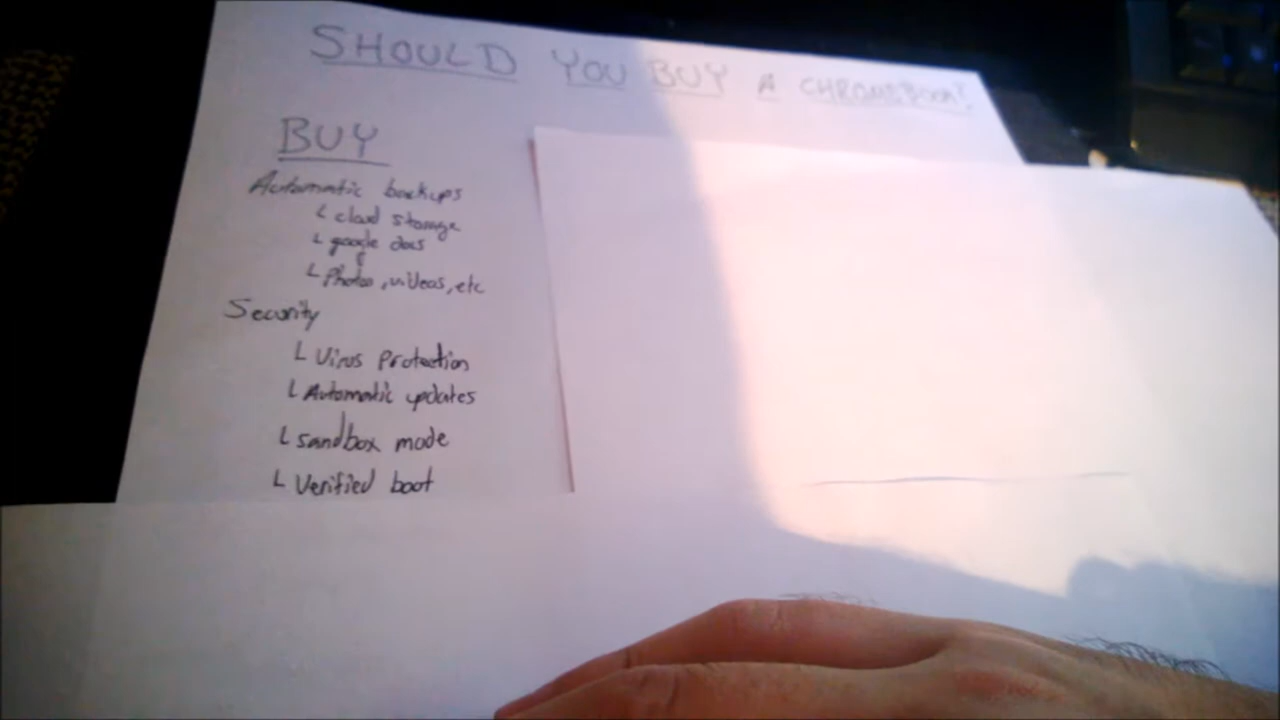 SHOULD YOU BUY A CHROMEBOOK?
BUY
Automatic backups
└ cloud storage
└ google docs
└ Photos, videos, etc
Security
└ Virus Protection
└ Automatic updates
└ sandbox mode
└ Verified boot